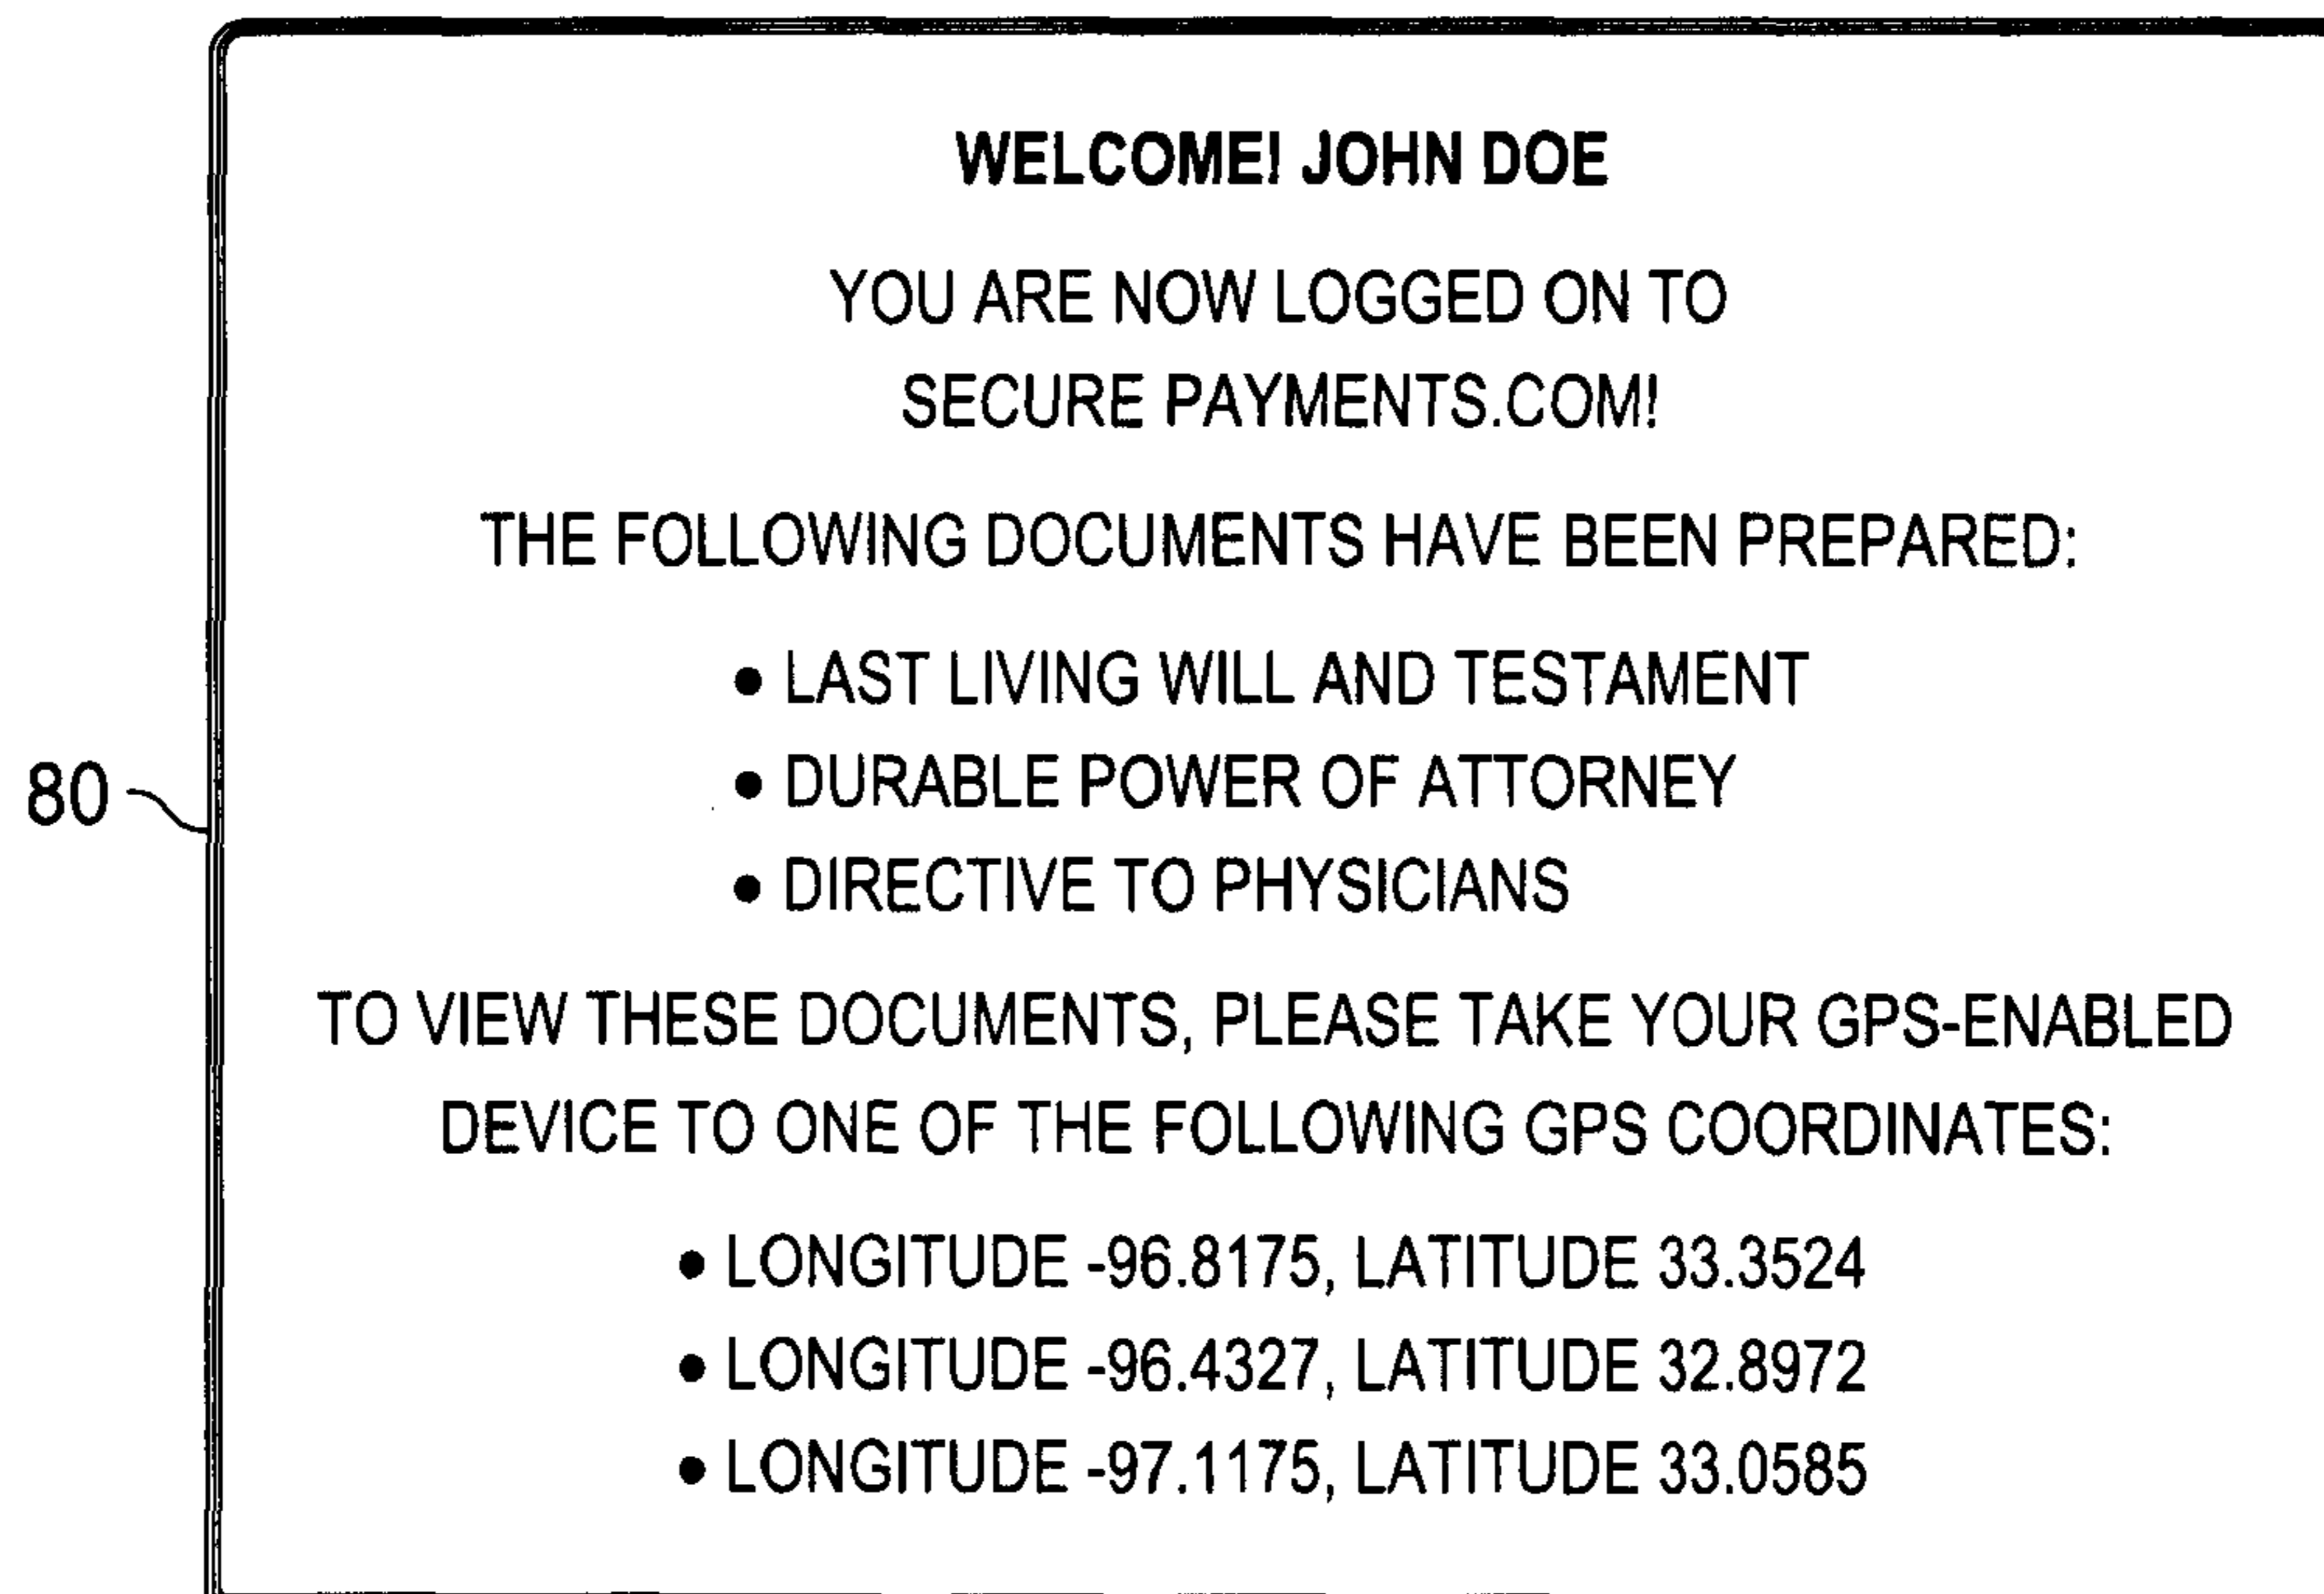 WELCOME! JOHN DOE
YOU ARE NOW LOGGED ON TO
SECURE PAYMENTS.COM!
THE FOLLOWING DOCUMENTS HAVE BEEN PREPARED:
• LAST LIVING WILL AND TESTAMENT
• DURABLE POWER OF ATTORNEY
80
• DIRECTIVE TO PHYSICIANS
TO VIEW THESE DOCUMENTS, PLEASE TAKE YOUR GPS-ENABLED
DEVICE TO ONE OF THE FOLLOWING GPS COORDINATES:
• LONGITUDE -96.8175, LATITUDE 33.3524
• LONGITUDE -96.4327, LATITUDE 32.8972
• LONGITUDE -97.1175, LATITUDE 33.0585